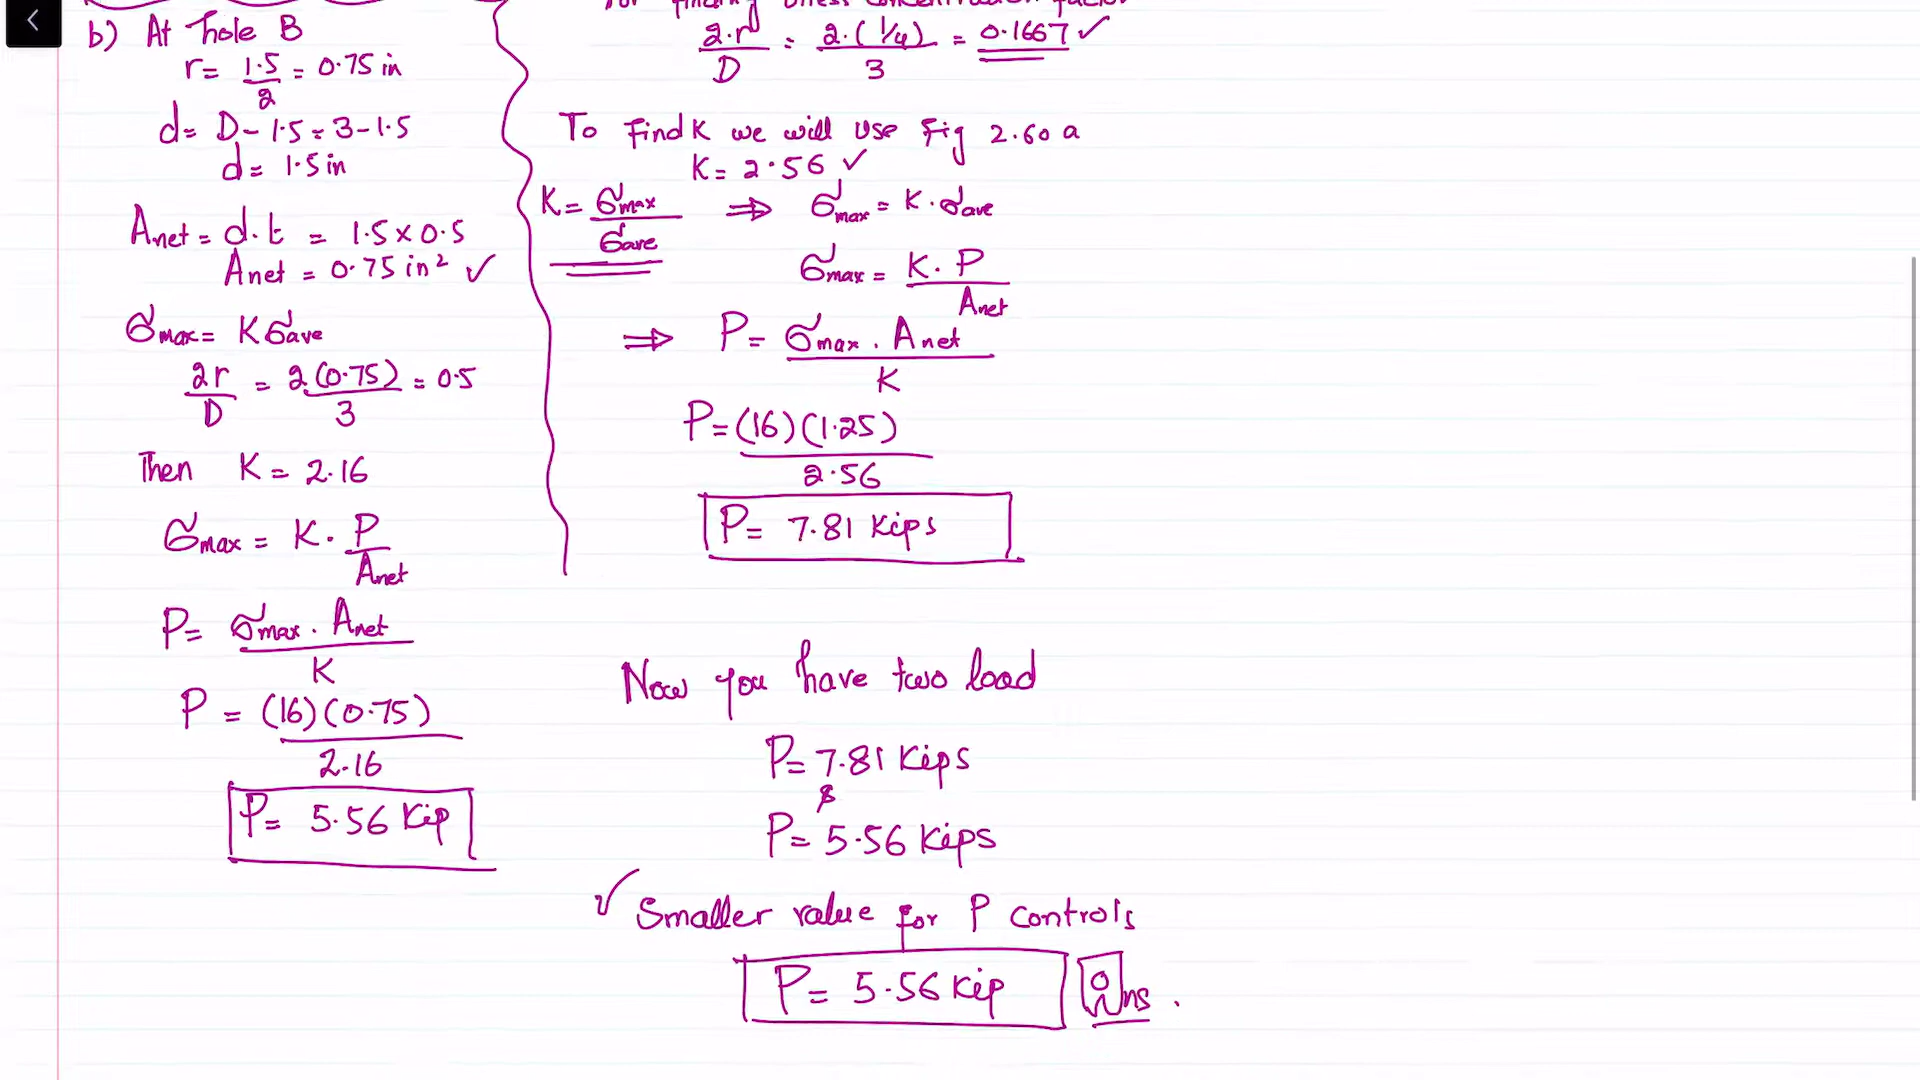 b) At hole B
r = 1.5/2 = 0.75 in
d = D - 1.5 = 3 - 1.5
d = 1.5 in
Anet = d.t = 1.5 x 0.5
Anet = 0.75 in² ✓
σmax = K σave
2r/D = 2(0.75)/3 = 0.5
Then K = 2.16
σmax = K. P/Anet
P = σmax . Anet/K
P = (16)(0.75)/2.16
P = 5.56 Kip
for finding stress concentration factor
2.r/D = 2.(1/4)/3 = 0.1667 ✓
To Find K we will use Fig 2.60 a
K = 2.56 ✓
K = σmax/σave ⇒ σmax = K. σave
σmax = K. P/Anet
⇒ P = σmax . Anet/K
P = (16)(1.25)/2.56
P = 7.81 Kips
Now you have two load
P = 7.81 Kips
&
P = 5.56 Kips
✓ Smaller value for P controls
P = 5.56 Kip Ans.